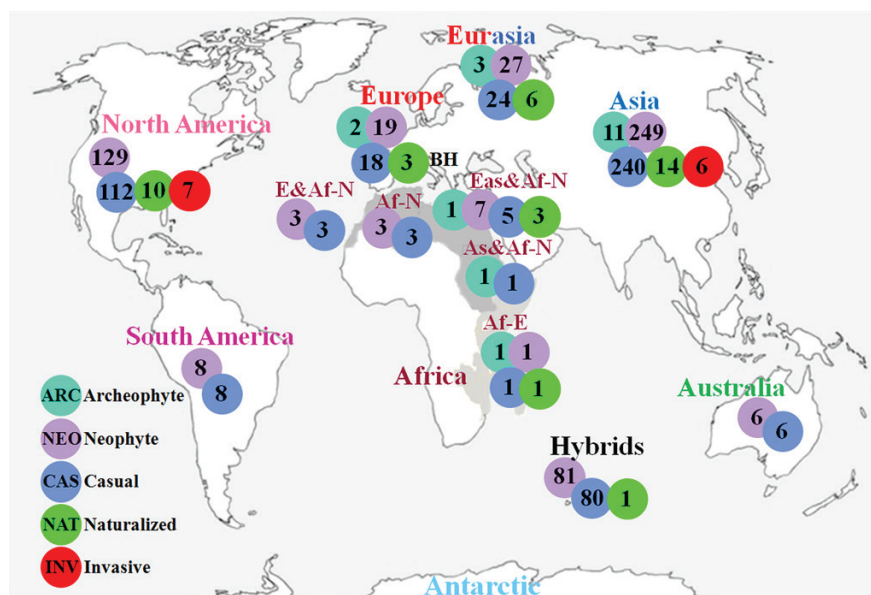 Eurasia
3 27
24 6
Europe
2 19
18 3 BH
Asia
11 249
240 14 6
North America
129
112 10 7
E&Af-N
3 3
Af-N
3 3
Eas&Af-N
1 7 5 3
As&Af-N
1 1
Af-E
1 1
1 1
Africa
South America
8
8
Australia
6
6
Hybrids
81
80 1
ARC Archeophyte
NEO Neophyte
CAS Casual
NAT Naturalized
INV Invasive
Antarctic